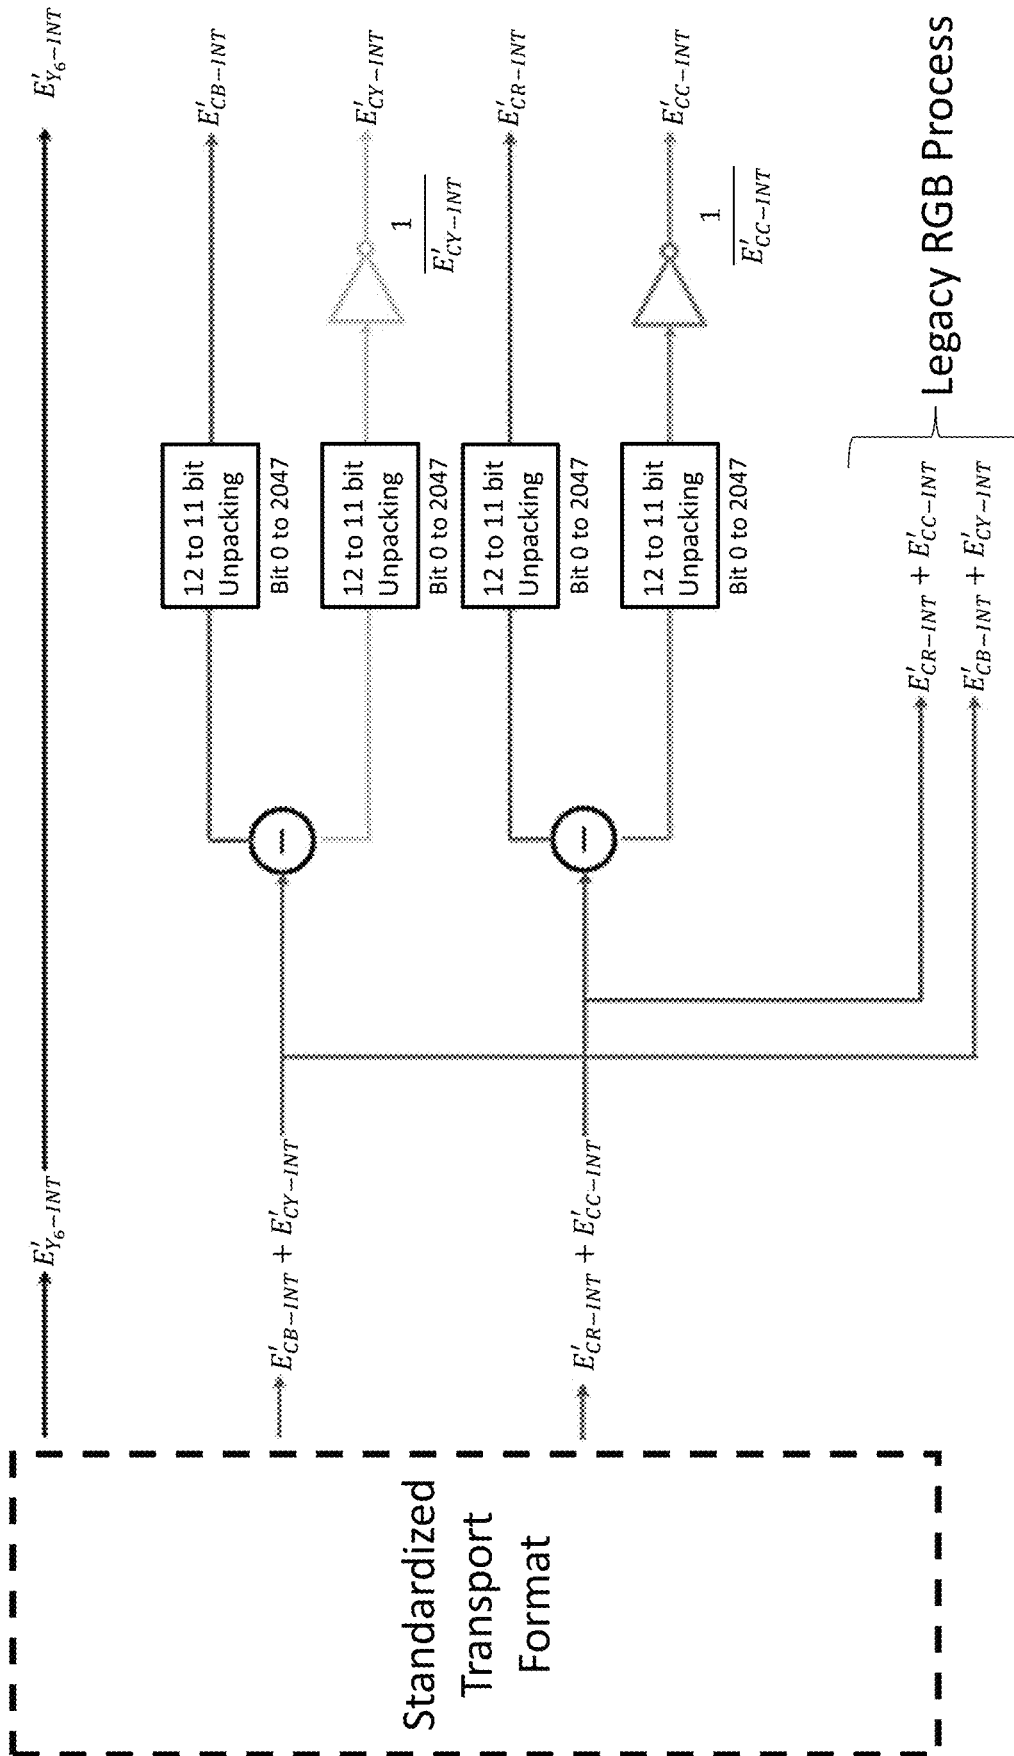 Standardized
Transport
Format
E'Y₆−INT
E'Y₆−INT
E'CB−INT + E'CY−INT
12 to 11 bit
Unpacking
Bit 0 to 2047
E'CB−INT
12 to 11 bit
Unpacking
Bit 0 to 2047
E'CY−INT
1
E'CY−INT
E'CR−INT + E'CC−INT
12 to 11 bit
Unpacking
Bit 0 to 2047
E'CR−INT
12 to 11 bit
Unpacking
Bit 0 to 2047
E'CC−INT
1
E'CC−INT
E'CR−INT + E'CC−INT
E'CB−INT + E'CY−INT
Legacy RGB Process